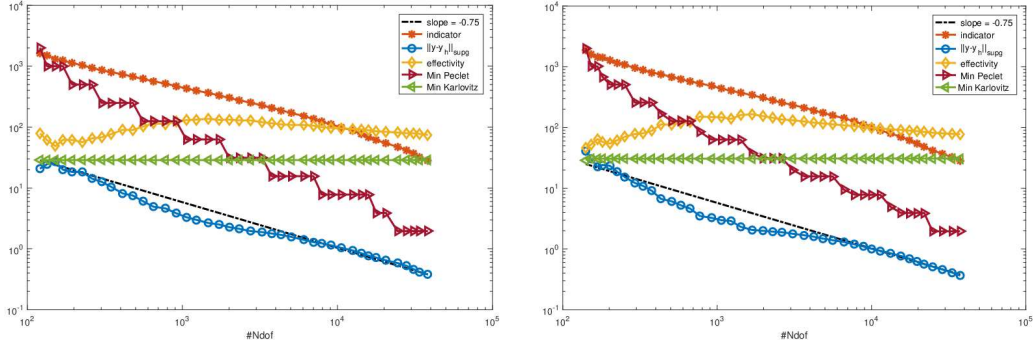 10^4
10^3
10^2
10^1
10^0
10^-1
10^2
10^3
10^4
10^5
#Ndof
slope = -0.75
indicator
||y-y_h||_supg
effectivity
Min Peclet
Min Karlovitz
10^4
10^3
10^2
10^1
10^0
10^-1
10^2
10^3
10^4
10^5
#Ndof
slope = -0.75
indicator
||y-y_h||_supg
effectivity
Min Peclet
Min Karlovitz